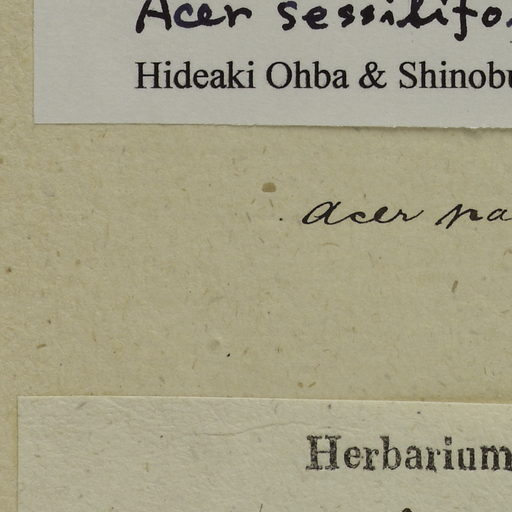 Acer sessilifo
Hideaki Ohba & Shinobu
Acer pa
Herbarium